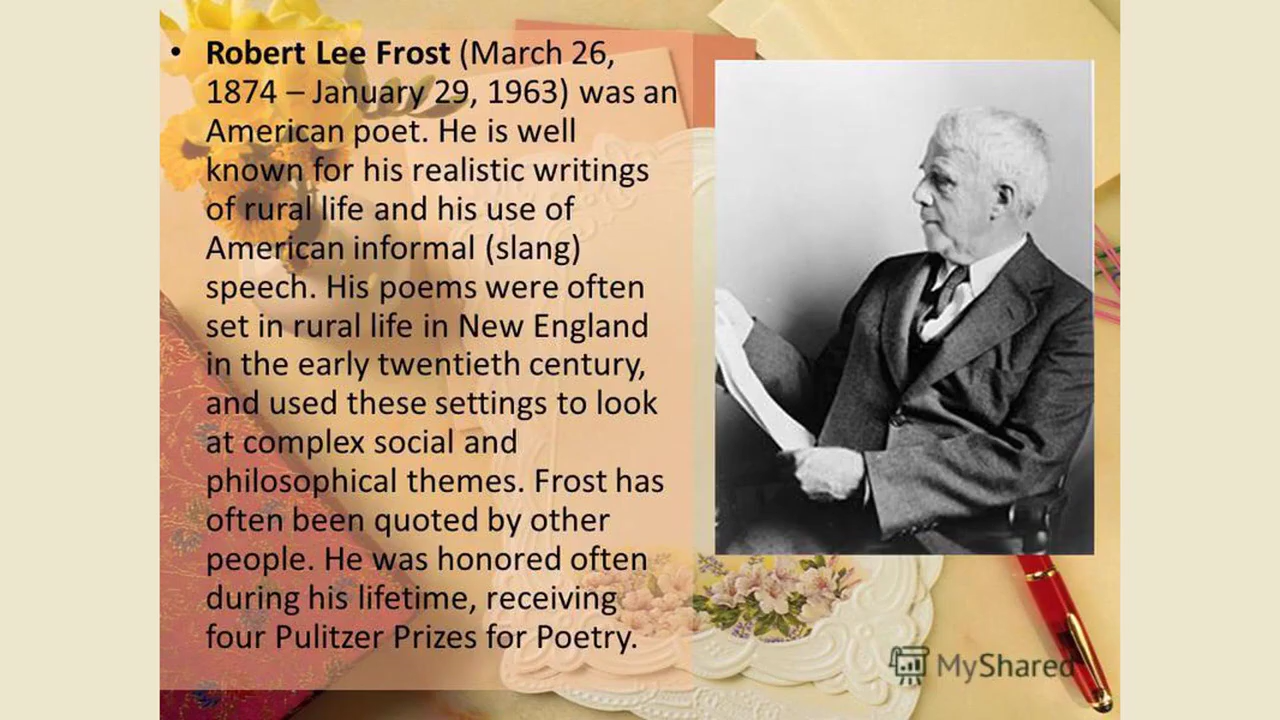 • Robert Lee Frost (March 26,
1874 – January 29, 1963) was an
American poet. He is well
known for his realistic writings
of rural life and his use of
American informal (slang)
speech. His poems were often
set in rural life in New England
in the early twentieth century,
and used these settings to look
at complex social and
philosophical themes. Frost has
often been quoted by other
people. He was honored often
during his lifetime, receiving
four Pulitzer Prizes for Poetry.
MyShared